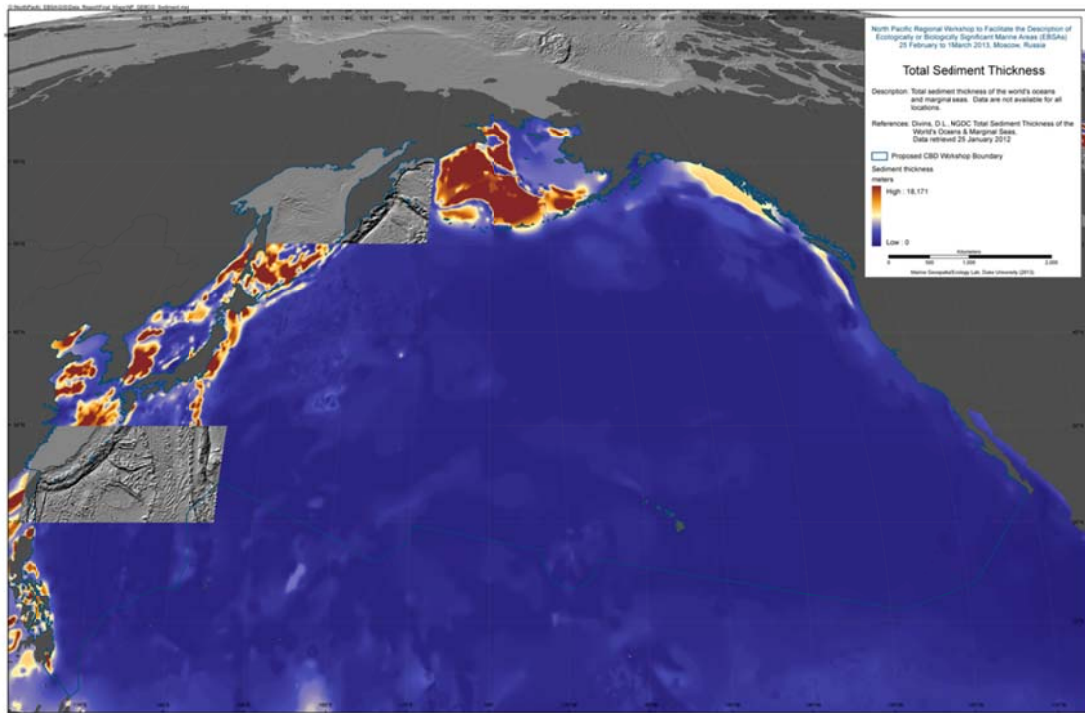 North Pacific Regional Workshop to Facilitate the Description of
Ecologically or Biologically Significant Marine Areas (EBSAs)
25 February to 1March 2013, Moscow, Russia
Total Sediment Thickness
Description: Total sediment thickness of the world's oceans
and marginal seas. Data are not available for all
locations.
References: Divins, D.L. NGDC Total Sediment Thickness of the
World's Oceans & Marginal Seas,
Data retrieved 25 January 2012
Proposed CBD Workshop Boundary
Sediment thickness
meters
High : 18,171
Low : 0
Kilometers
0 500 1,000 2,000
Marine Geospatial Ecology Lab, Duke University (2013)